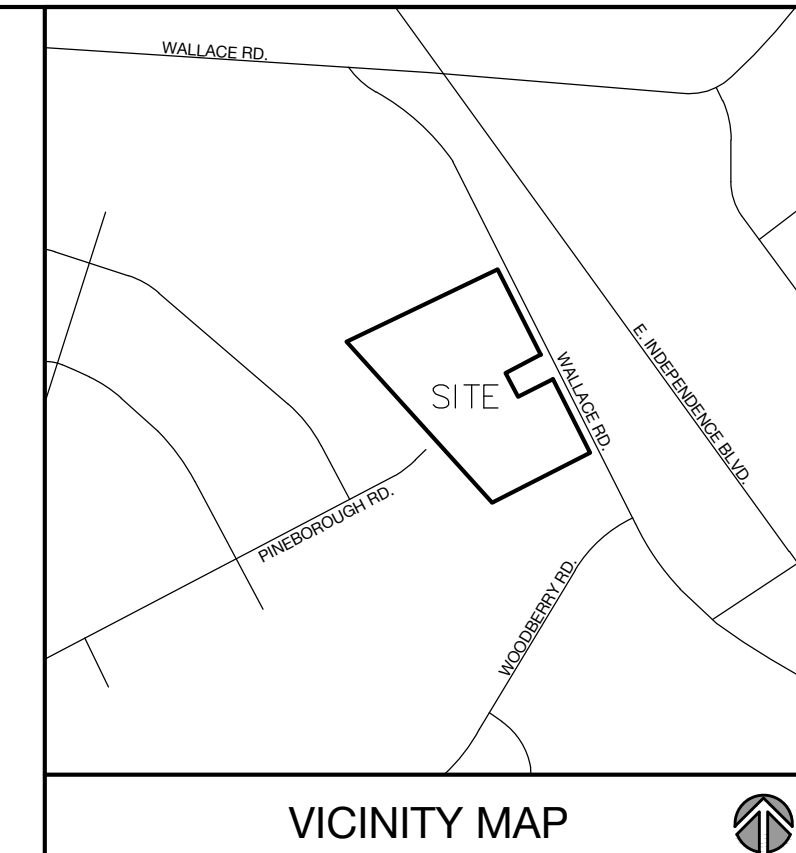 WALLACE RD.
E. INDEPENDENCE BLVD.
WALLACE RD.
SITE
PINEBOROUGH RD.
WOODBERRY RD.
VICINITY MAP